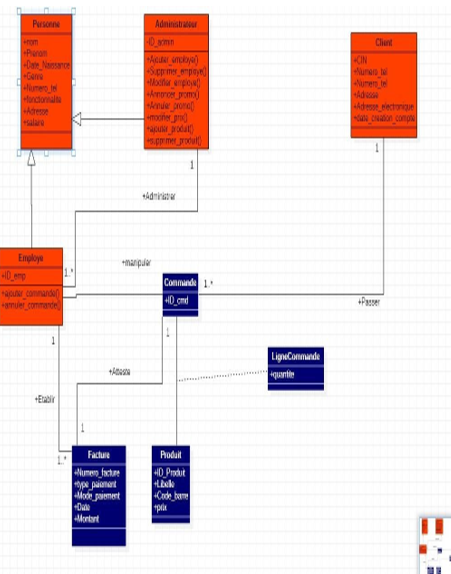 Personne
+nom
+Prenom
+Date_Naissance
+Genre
+Numero_tel
+fonctionnalite
+Adresse
+salaire
Administrateur
-ID_admin
+Ajouter_employe()
+Supprimer_employe()
+Modifier_employe()
+Annoncer_promo()
+Annuler_promo()
+modifier_prix()
+ajouter_produit()
+supprimer_produit()
Client
+CIN
+Numero_tel
+Numero_tel
+Adresse
+Adresse_electronique
+date_creation_compte
1
1
+Administrer
Employe
+ID_emp
+ajouter_commande()
+annuler_commande()
1..*
+manipuler
Commande
+ID_cmd
1..*
+Passer
1
1
LigneCommande
+quantite
+Atteste
+Etablir
1
1..*
Facture
+Numero_facture
+type_paiement
+Mode_paiement
+Date
+Montant
Produit
+ID_Produit
+Libelle
+Code_barre
+prix